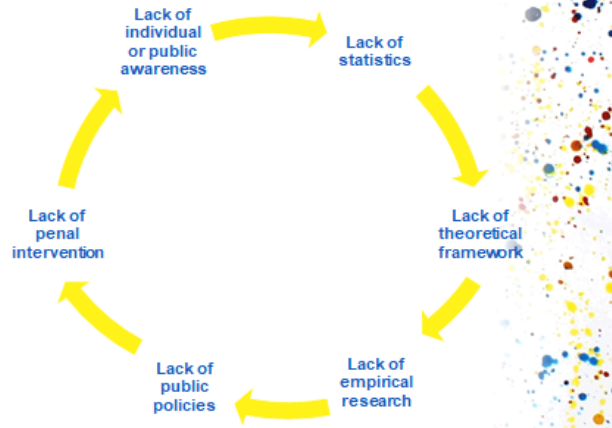 Lack of
individual
or public
awareness
Lack of
statistics
Lack of
theoretical
framework
Lack of
empirical
research
Lack of
public
policies
Lack of
penal
intervention